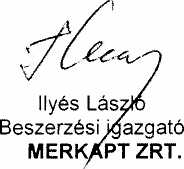 Ilyés László
Beszerzési igazgató
MERKAPT ZRT.